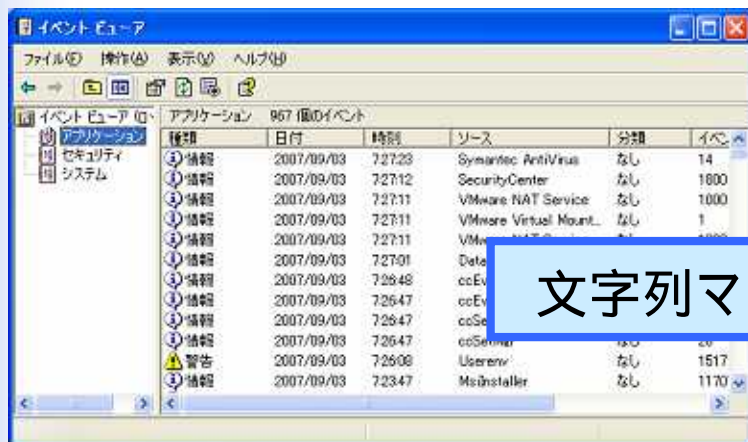 イベント ビューア
ファイル(F) 操作(A) 表示(V) ヘルプ(H)
イベント ビューア (ロ
アプリケーション
セキュリティ
システム
アプリケーション 967 個のイベント
種類 日付 時刻 ソース 分類 イベ
情報 2007/09/03 7:27:23 Symantec AntiVirus なし 14
情報 2007/09/03 7:27:12 SecurityCenter なし 1800
情報 2007/09/03 7:27:11 VMware NAT Service なし 1000
情報 2007/09/03 7:27:11 VMware Virtual Mount... なし 1
情報 2007/09/03 7:27:11
情報 2007/09/03 7:27:01 Data
情報 2007/09/03 7:26:48 ccEv
情報 2007/09/03 7:26:47 ccEv
情報 2007/09/03 7:26:47 ccSe
情報 2007/09/03 7:26:47
警告 2007/09/03 7:26:08 Userenv なし 1517
情報 2007/09/03 7:23:47 MsiInstaller なし 1170
文字列マ